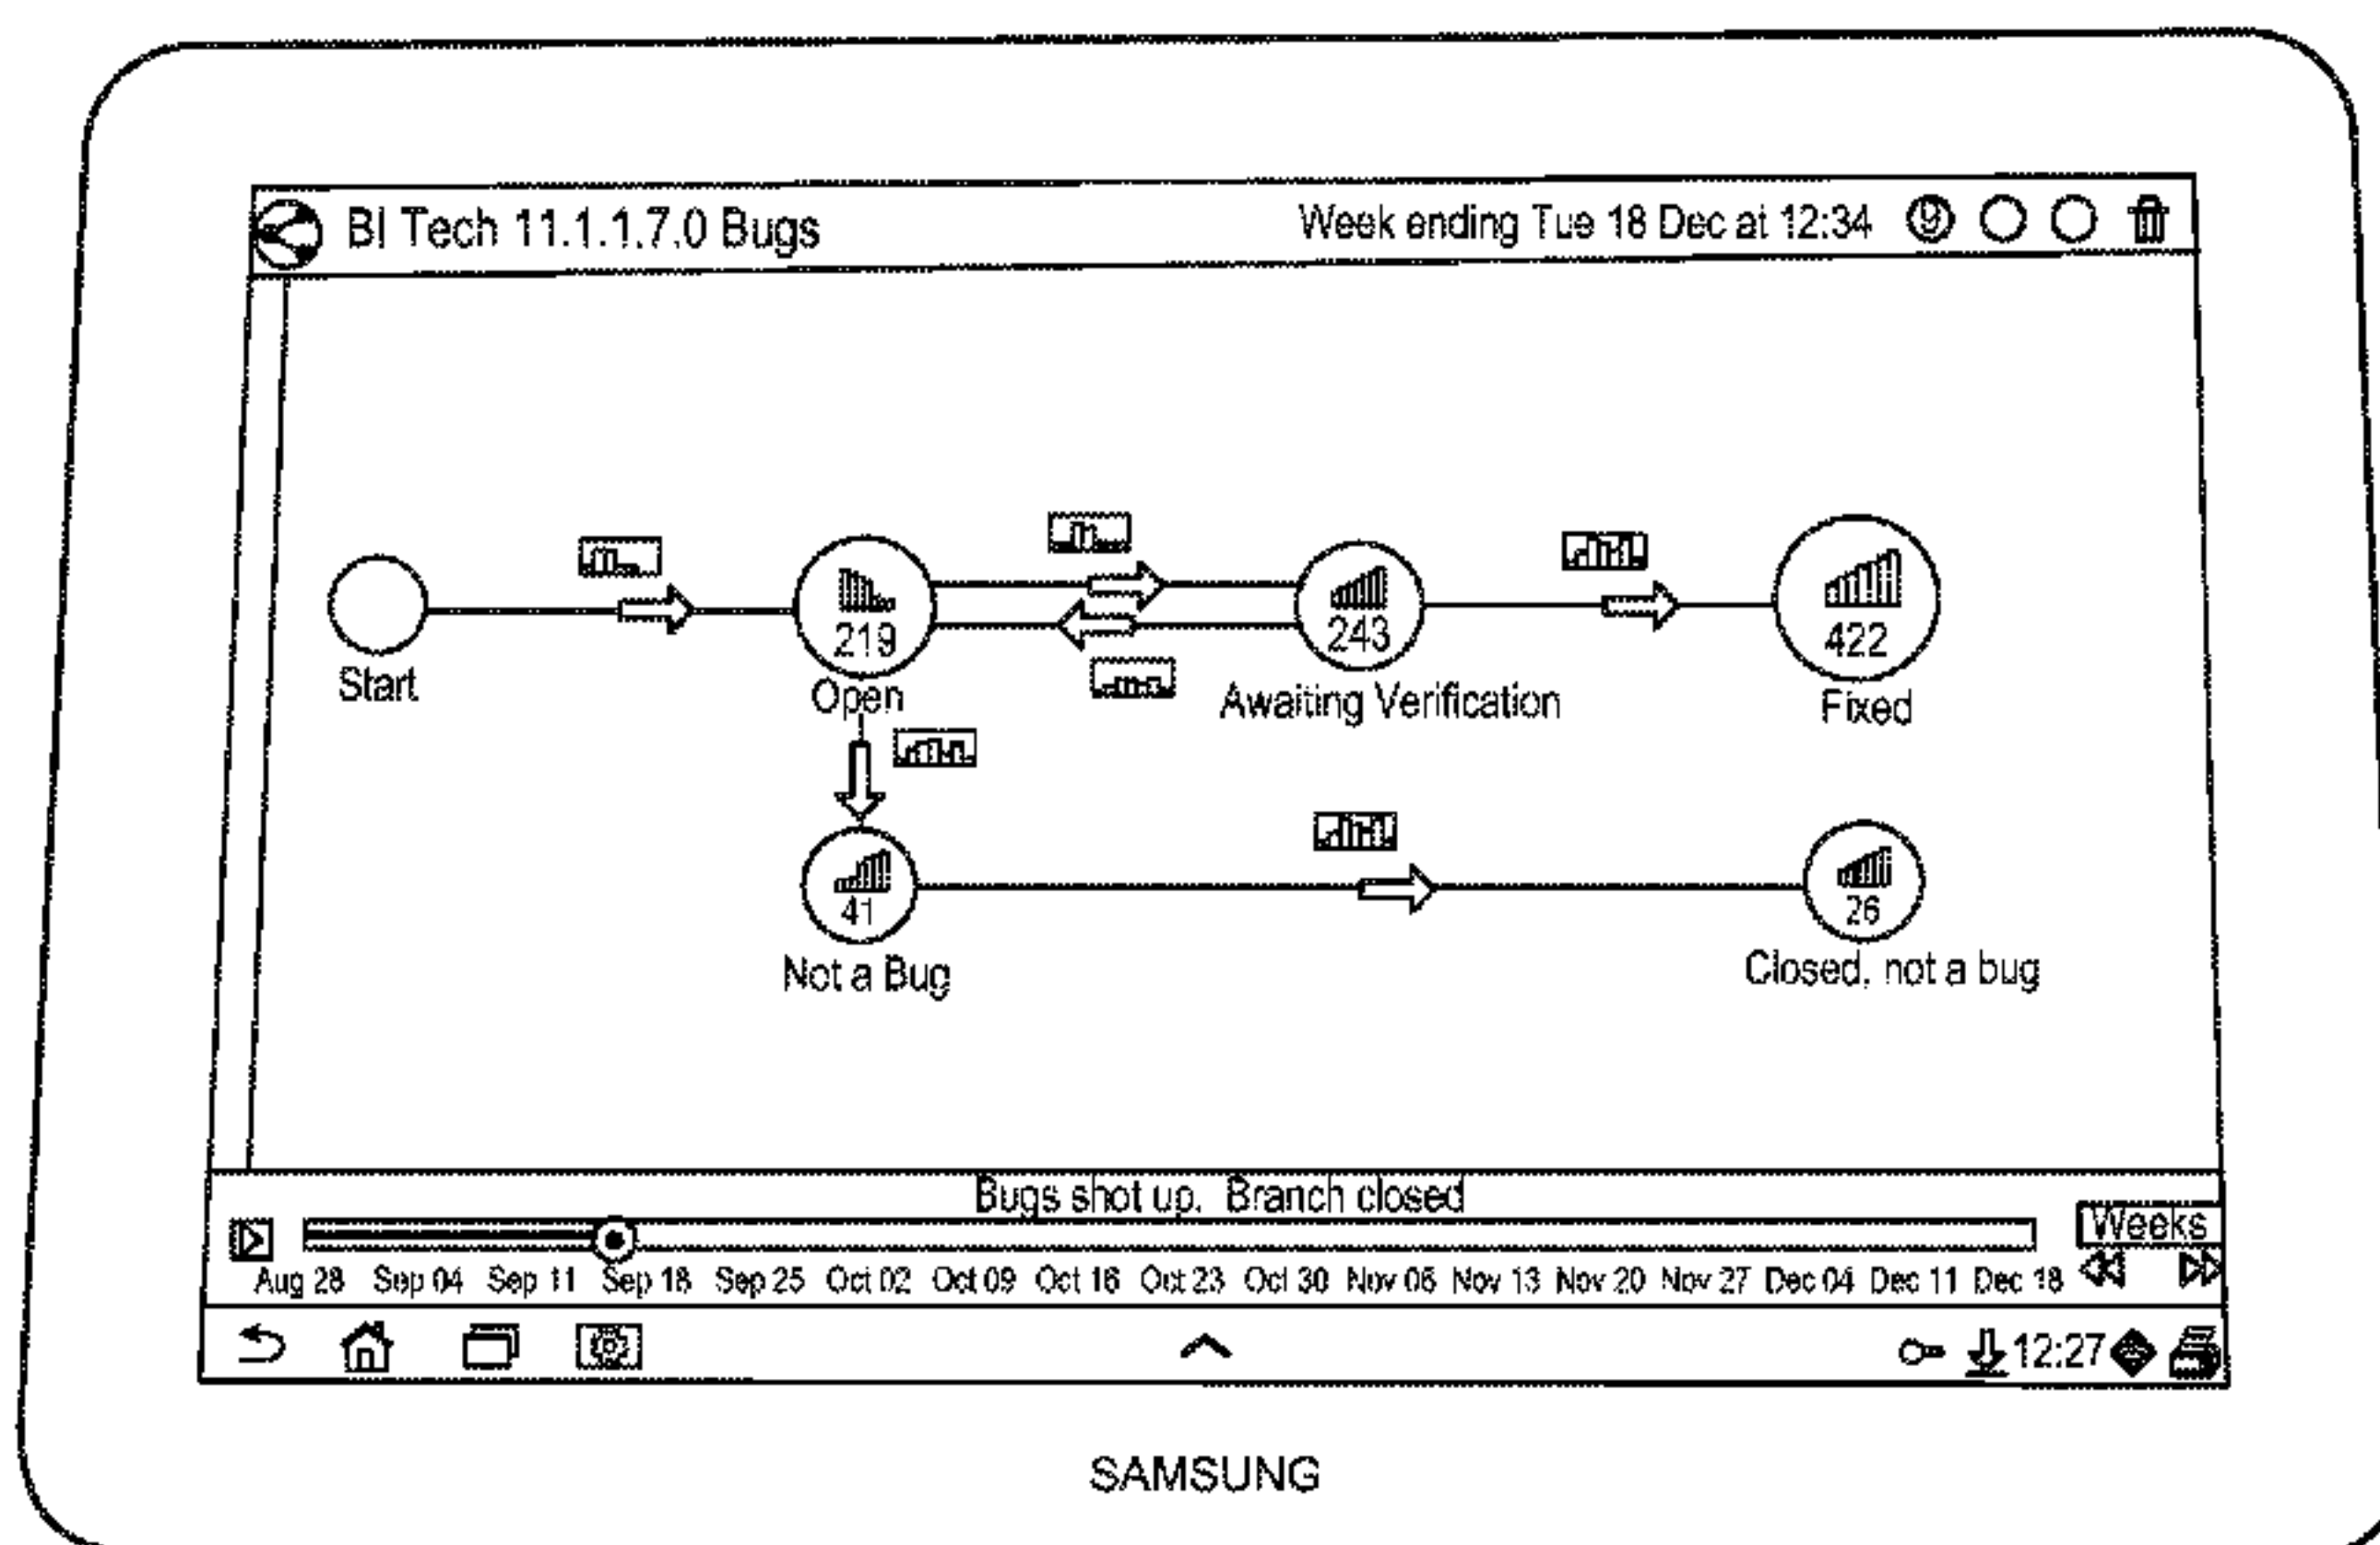 BI Tech 11.1.1.7.0 Bugs
Week ending Tue 18 Dec at 12:34
9
Start
219
Open
243
Awaiting Verification
422
Fixed
41
Not a Bug
26
Closed, not a bug
Bugs shot up. Branch closed
Weeks
Aug 28 Sep 04 Sep 11 Sep 18 Sep 25 Oct 02 Oct 09 Oct 16 Oct 23 Oct 30 Nov 06 Nov 13 Nov 20 Nov 27 Dec 04 Dec 11 Dec 18
12:27
SAMSUNG